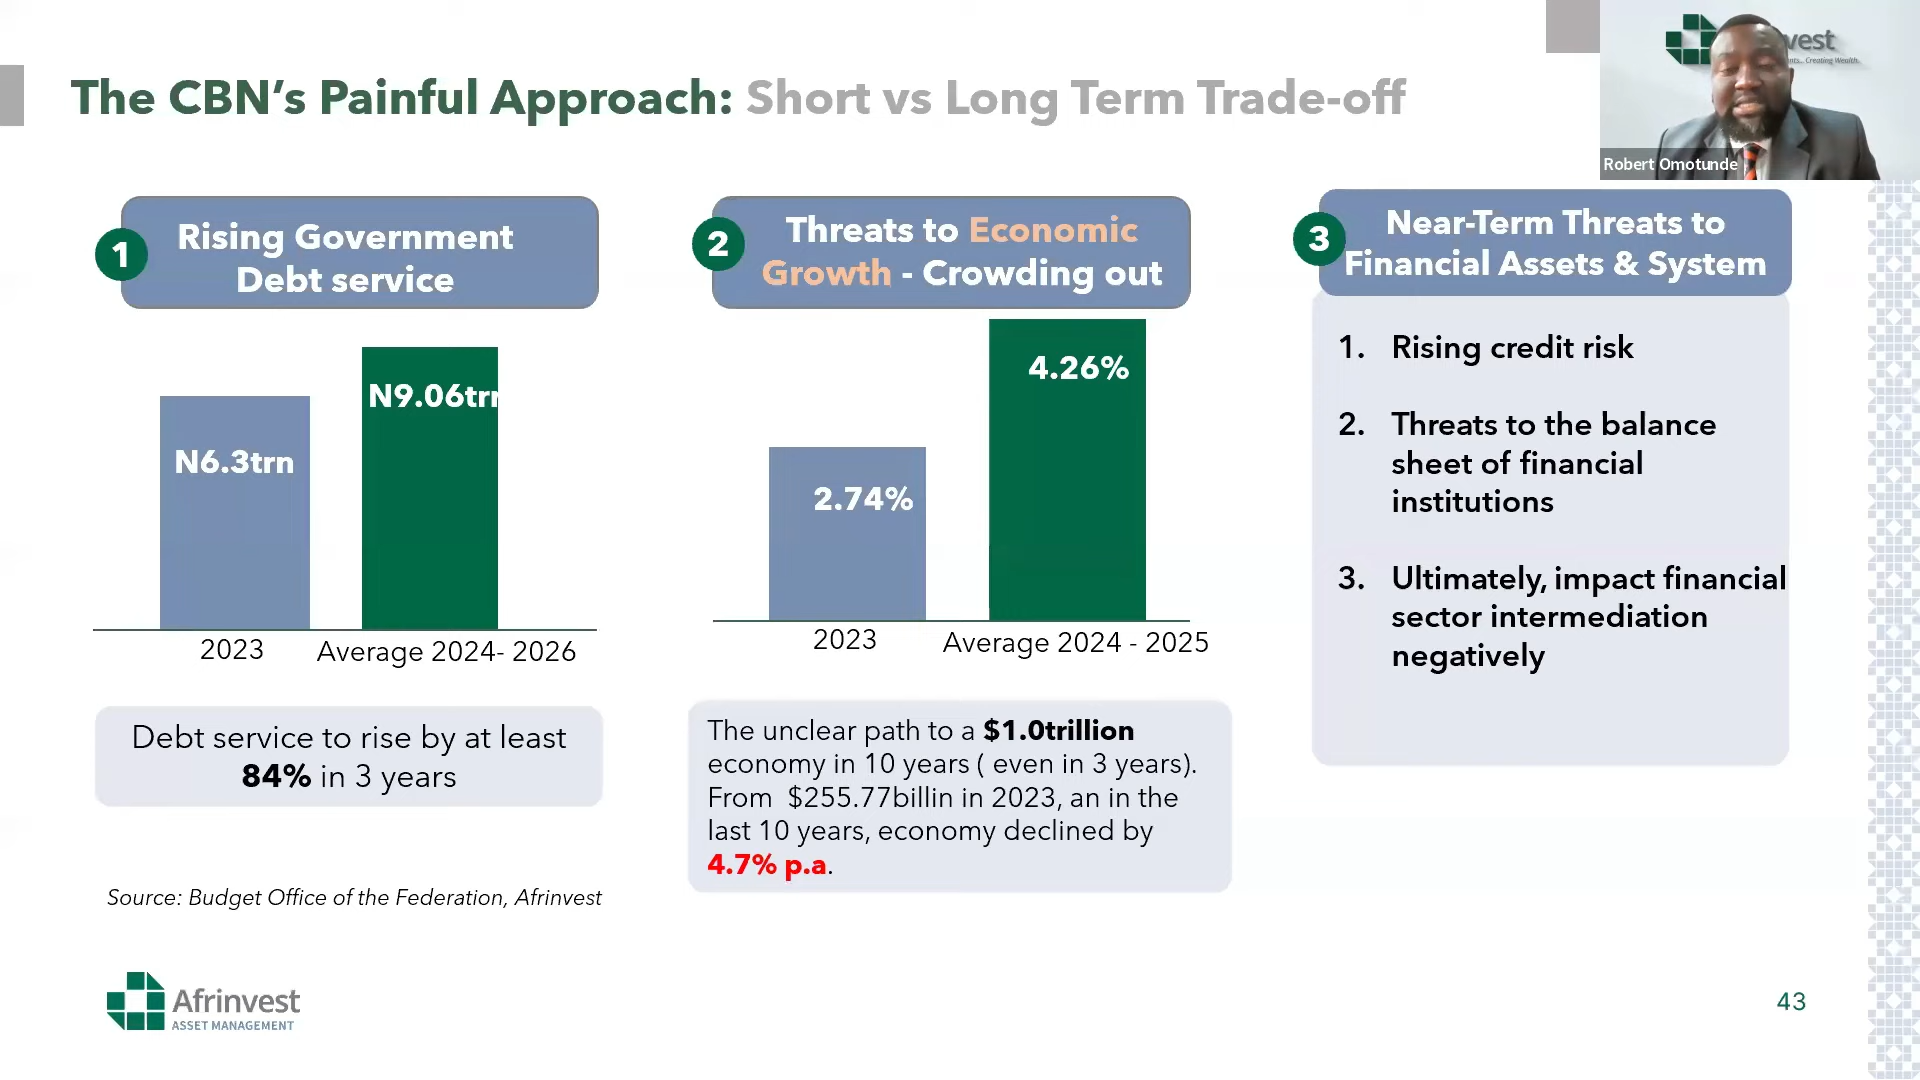 The CBN’s Painful Approach: Short vs Long Term Trade-off
vest
nts... Creating Wealth.
Robert Omotunde
1
Rising Government
Debt service
N6.3trn
N9.06trn
2023
Average 2024- 2026
Debt service to rise by at least
84% in 3 years
Source: Budget Office of the Federation, Afrinvest
2
Threats to Economic
Growth - Crowding out
2.74%
4.26%
2023
Average 2024 - 2025
The unclear path to a $1.0trillion
economy in 10 years ( even in 3 years).
From $255.77billin in 2023, an in the
last 10 years, economy declined by
4.7% p.a.
3
Near-Term Threats to
Financial Assets & System
1. Rising credit risk
2. Threats to the balance
sheet of financial
institutions
3. Ultimately, impact financial
sector intermediation
negatively
Afrinvest
ASSET MANAGEMENT
43